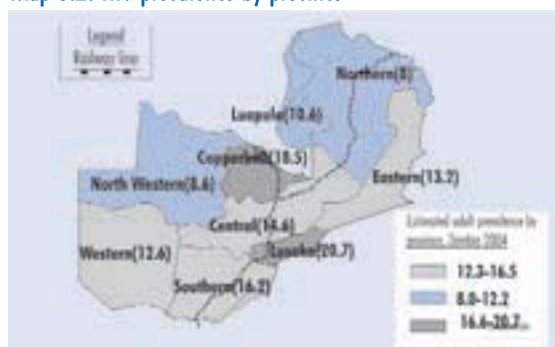 Map 3.2: HIV prevalence by province
Legend
Railway line
Northern(8)
Luapula(10.6)
Copperbelt(18.5)
Eastern(13.2)
North Western(8.6)
Central(14.6)
Lusaka(20.7)
Western(12.6)
Southern(16.2)
Estimated adult prevalence by
province, Zambia 2004
12.3-16.5
8.0-12.2
16.6-20.7